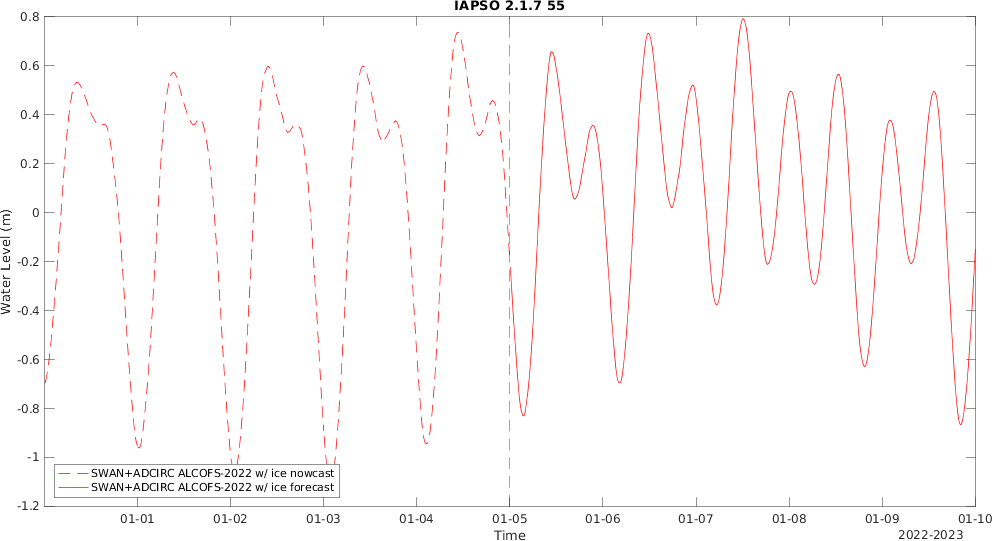 IAPSO 2.1.7 55
0.8
0.6
0.4
0.2
0
-0.2
-0.4
-0.6
-0.8
-1
-1.2
Water Level (m)
SWAN+ADCIRC ALCOFS-2022 w/ ice nowcast
SWAN+ADCIRC ALCOFS-2022 w/ ice forecast
01-01 01-02 01-03 01-04 01-05 01-06 01-07 01-08 01-09 01-10
Time
2022-2023